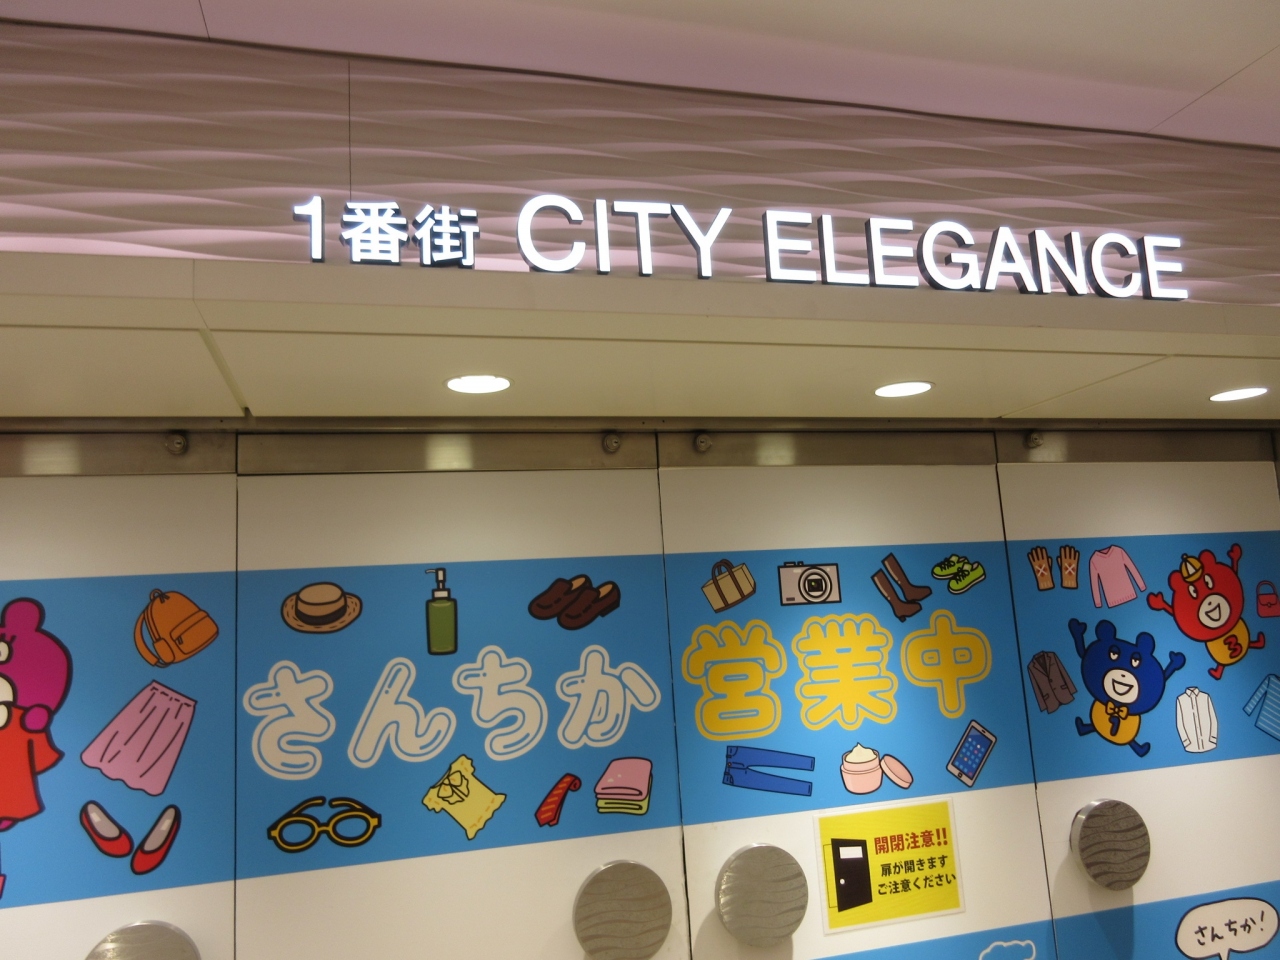 1番街 CITY ELEGANCE
さんちか 営業中
3
開閉注意!!
扉が開きます
ご注意ください
さんちか!